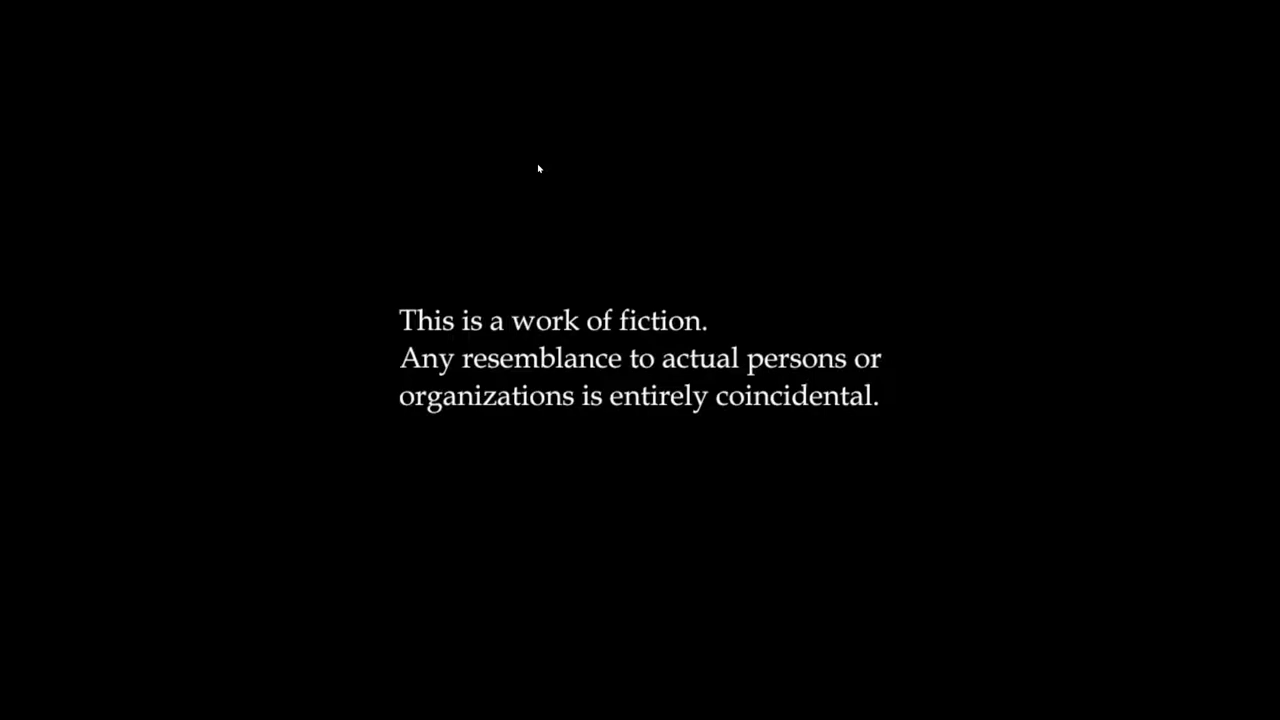 This is a work of fiction.
Any resemblance to actual persons or
organizations is entirely coincidental.